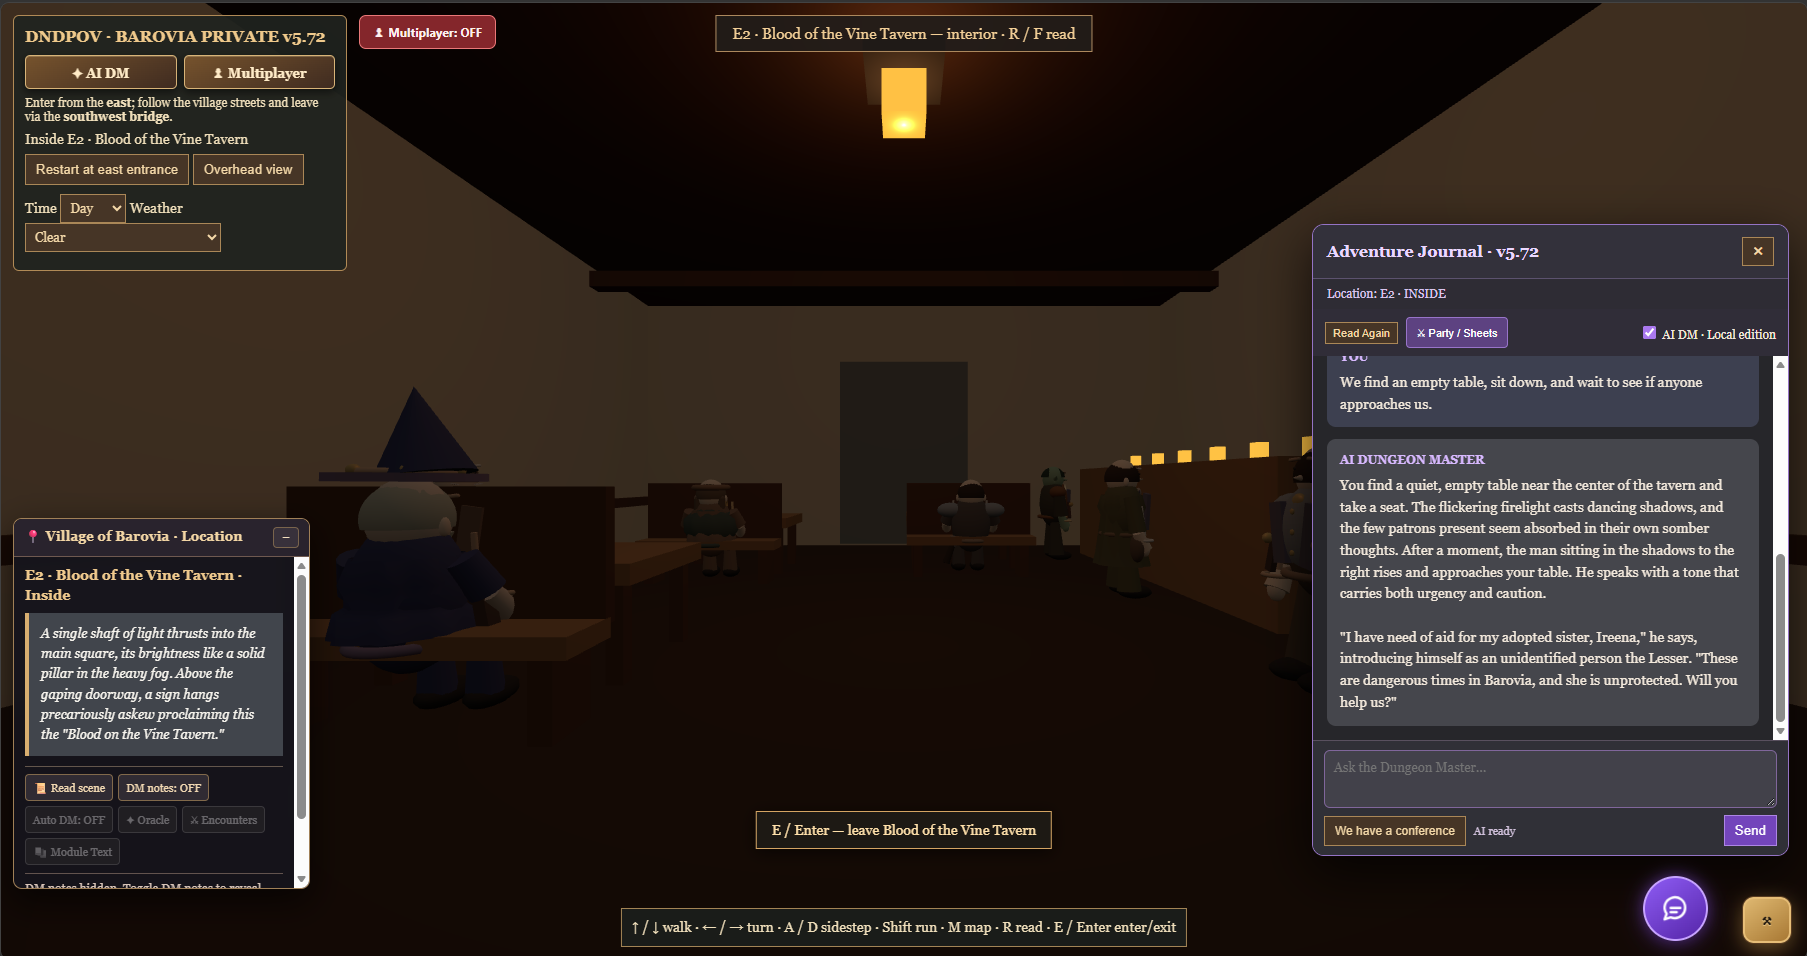 DNDPOV · BAROVIA PRIVATE v5.72
✦ AI DM
Multiplayer
Enter from the east; follow the village streets and leave
via the southwest bridge.
Inside E2 · Blood of the Vine Tavern
Restart at east entrance
Overhead view
Time
Day
Weather
Clear
Multiplayer: OFF
E2 · Blood of the Vine Tavern — interior · R / F read
Village of Barovia · Location
–
E2 · Blood of the Vine Tavern ·
Inside
A single shaft of light thrusts into the
main square, its brightness like a solid
pillar in the heavy fog. Above the
gaping doorway, a sign hangs
precariously askew proclaiming this
the "Blood on the Vine Tavern."
Read scene
DM notes: OFF
Auto DM: OFF
✦ Oracle
⚔ Encounters
Module Text
DM notes hidden. Toggle DM notes to reveal
E / Enter — leave Blood of the Vine Tavern
↑ / ↓ walk · ← / → turn · A / D sidestep · Shift run · M map · R read · E / Enter enter/exit
Adventure Journal · v5.72
×
Location: E2 · INSIDE
Read Again
⚔ Party / Sheets
AI DM · Local edition
YOU
We find an empty table, sit down, and wait to see if anyone
approaches us.
AI DUNGEON MASTER
You find a quiet, empty table near the center of the tavern and
take a seat. The flickering firelight casts dancing shadows, and
the few patrons present seem absorbed in their own somber
thoughts. After a moment, the man sitting in the shadows to the
right rises and approaches your table. He speaks with a tone that
carries both urgency and caution.
"I have need of aid for my adopted sister, Ireena," he says,
introducing himself as an unidentified person the Lesser. "These
are dangerous times in Barovia, and she is unprotected. Will you
help us?"
Ask the Dungeon Master...
We have a conference
AI ready
Send